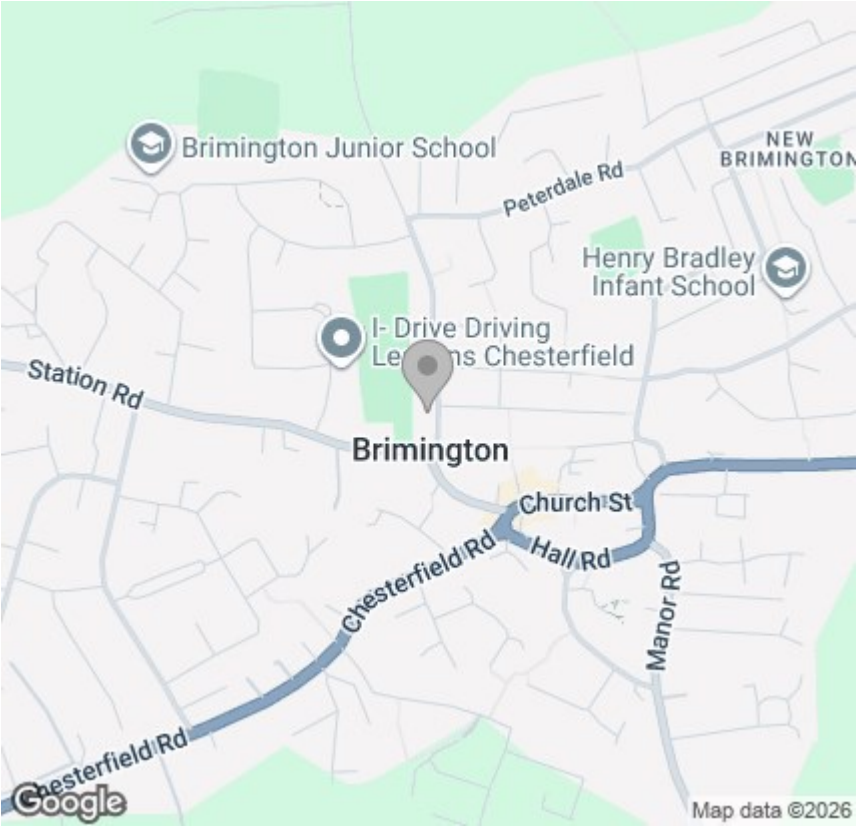 Brimington Junior School
NEW
BRIMINGTON
Peterdale Rd
Henry Bradley
Infant School
I- Drive Driving
Chesterfield
Station Rd
Brimington
Church St
Hall Rd
Chesterfield Rd
Manor Rd
Chesterfield Rd
Google
Map data ©2026